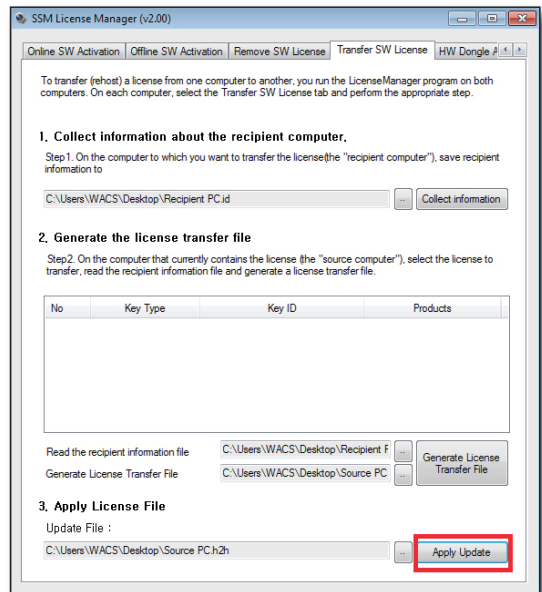 SSM License Manager (v2.00)
Online SW Activation Offline SW Activation Remove SW License Transfer SW License HW Dongle A
To transfer (rehost) a license from one computer to another, you run the LicenseManager program on both
computers. On each computer, select the Transfer SW License tab and perfom the appropriate step.
1. Collect information about the recipient computer.
Step1. On the computer to which you want to transfer the license(the "recipient computer"), save recipient
information to
C:\Users\WACS\Desktop\Recipient PC.id .. Collect information
2. Generate the license transfer file
Step2. On the computer that currently contains the license (the "source computer"), select the license to
transfer, read the recipient information file and generate a license transfer file.
No Key Type Key ID Products
Read the recipient information file C:\Users\WACS\Desktop\Recipient F ..
Generate License Transfer File
Generate License Transfer File C:\Users\WACS\Desktop\Source PC ..
3. Apply License File
Update File :
C:\Users\WACS\Desktop\Source PC.h2h .. Apply Update